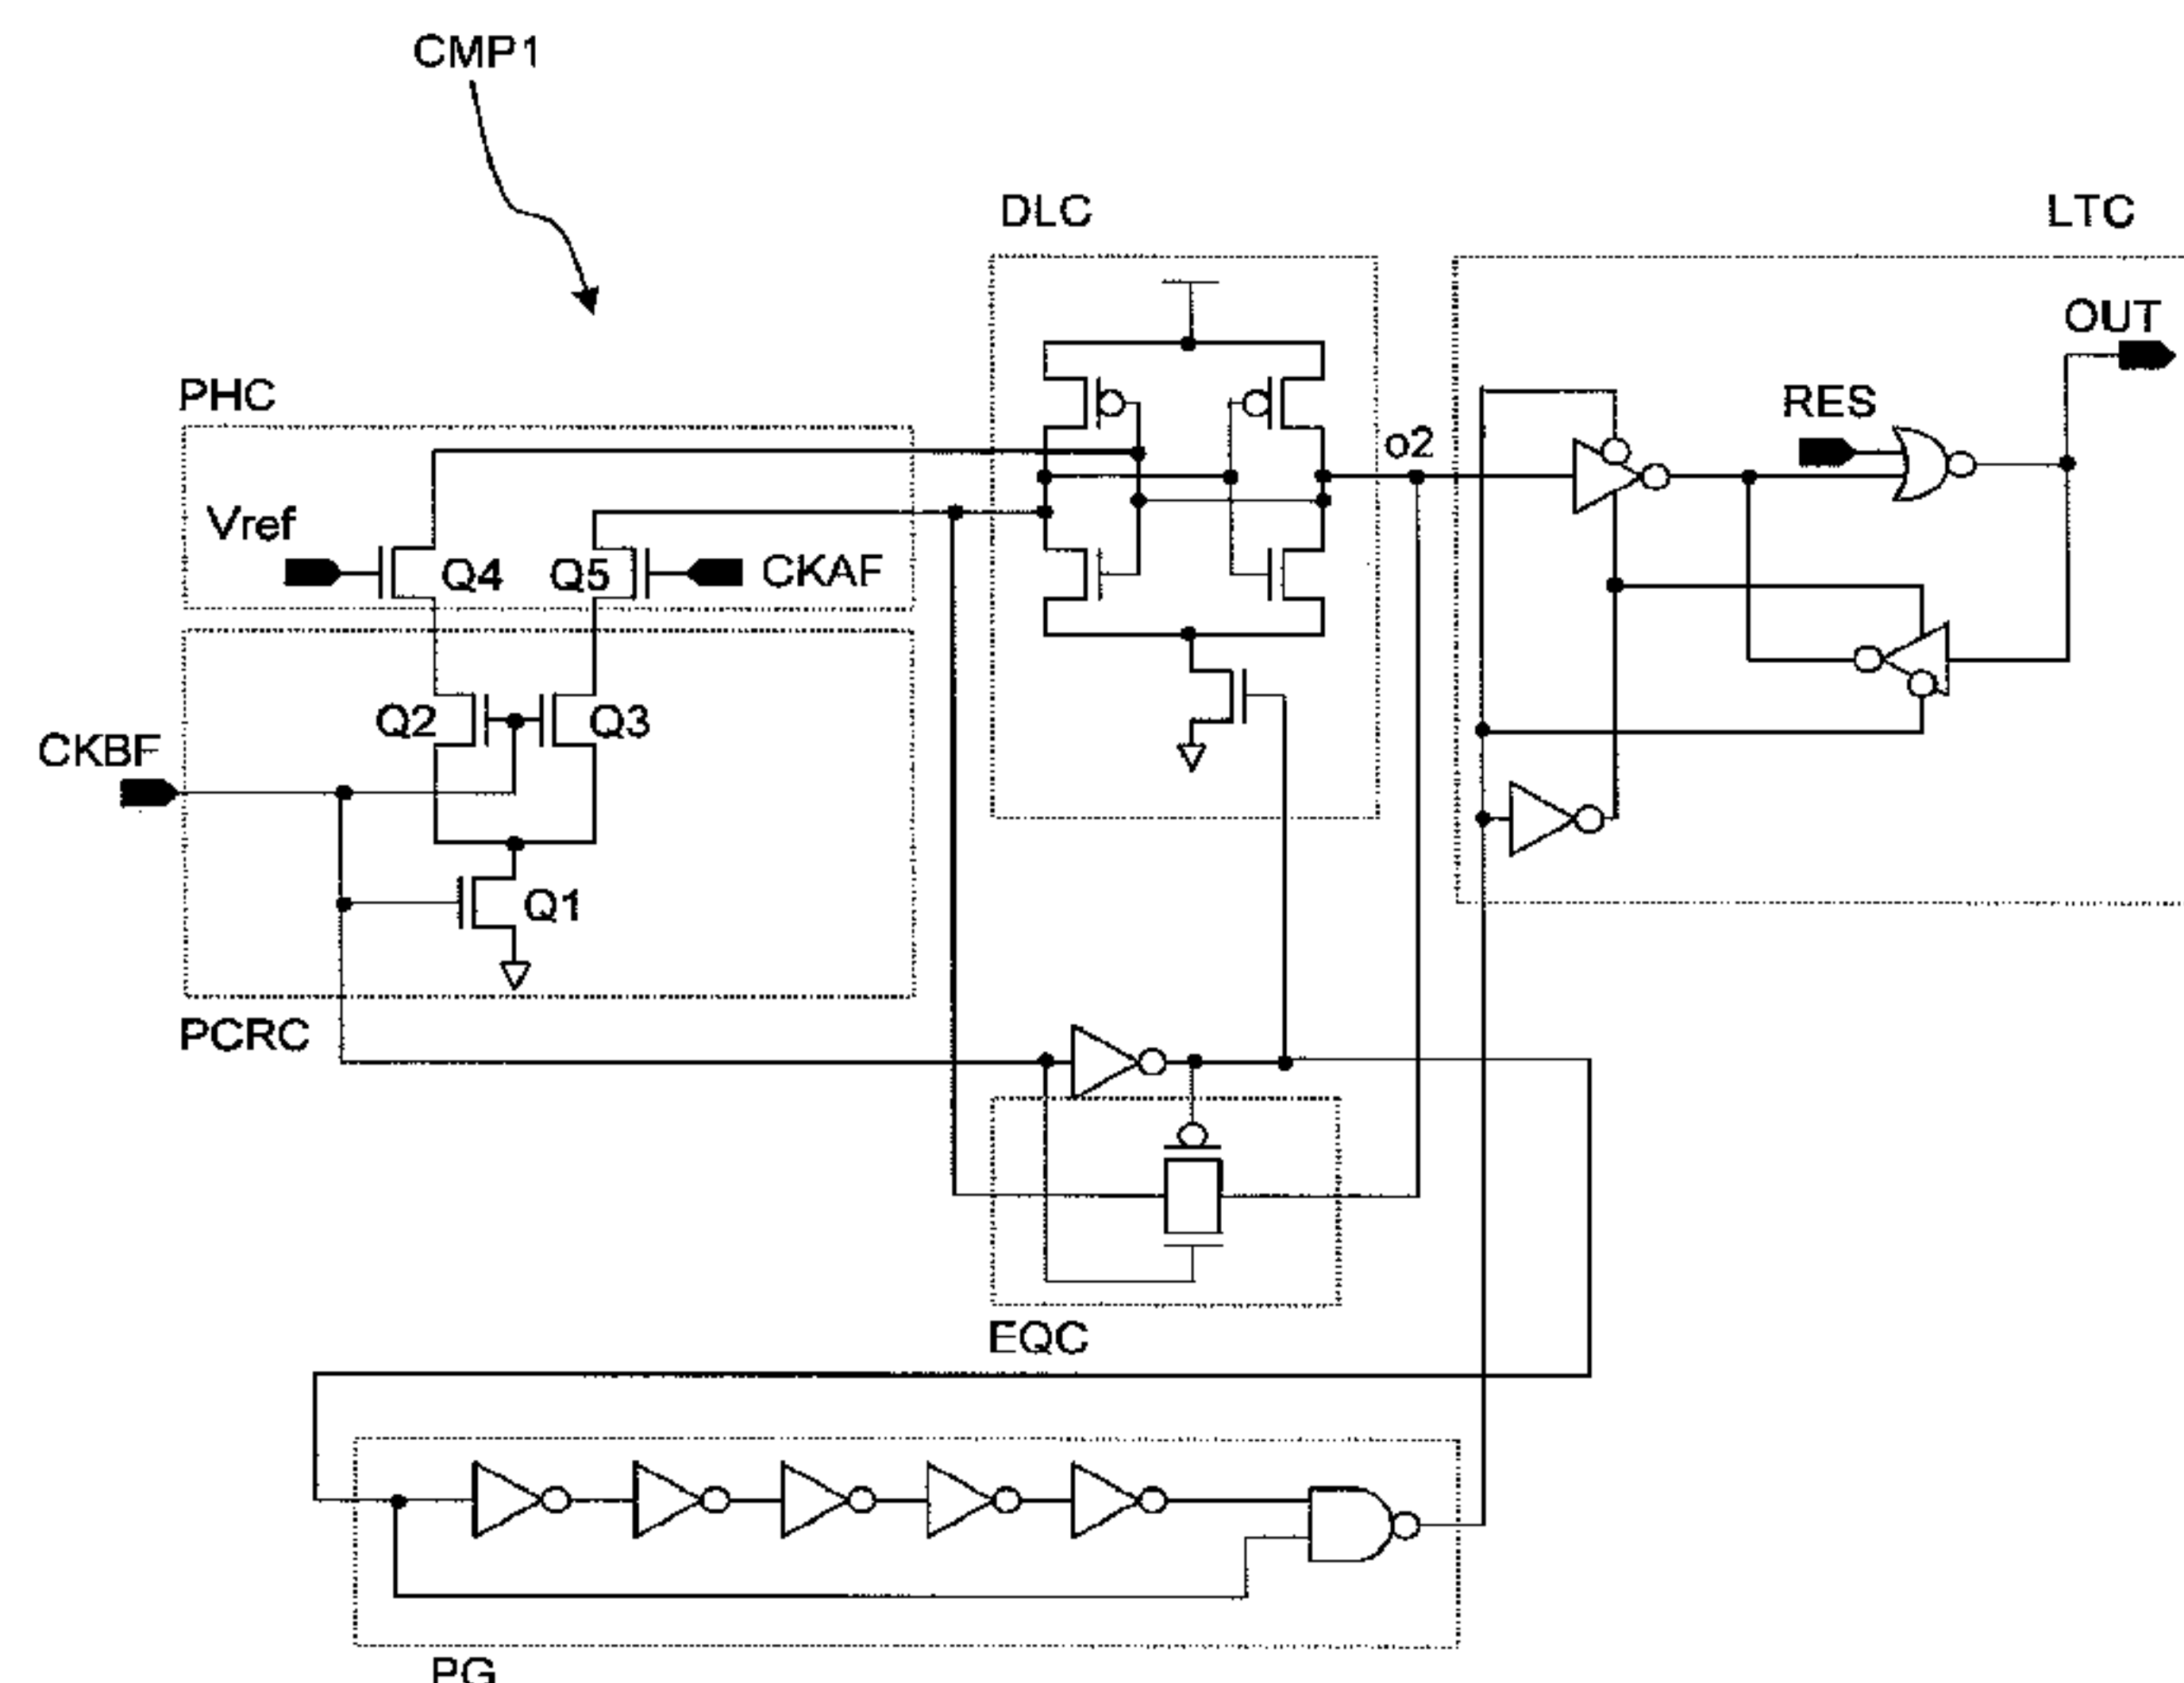 CMP1
DLC
LTC
OUT
PHC
RES
o2
Vref
Q4
Q5
CKAF
Q2
Q3
CKBF
Q1
PCRC
EQC
PG